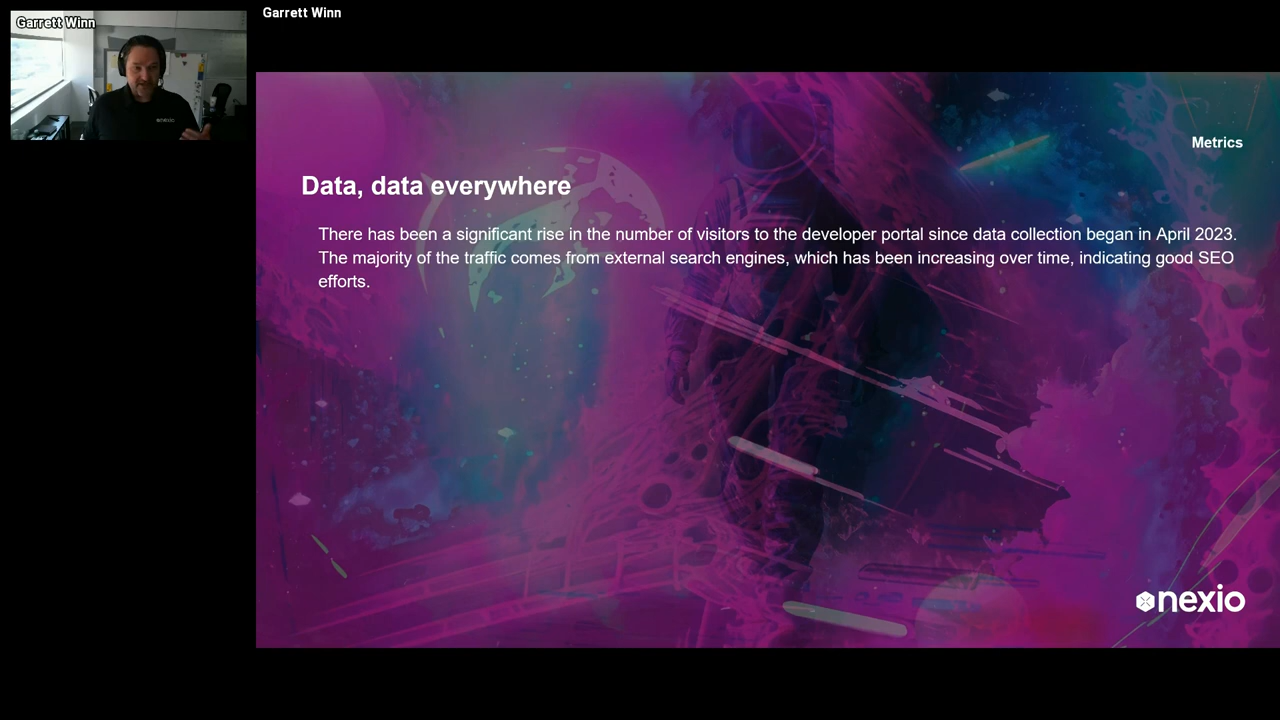 Garrett Winn
Garrett Winn
nexio
Metrics
Data, data everywhere
There has been a significant rise in the number of visitors to the developer portal since data collection began in April 2023.
The majority of the traffic comes from external search engines, which has been increasing over time, indicating good SEO
efforts.
nexio